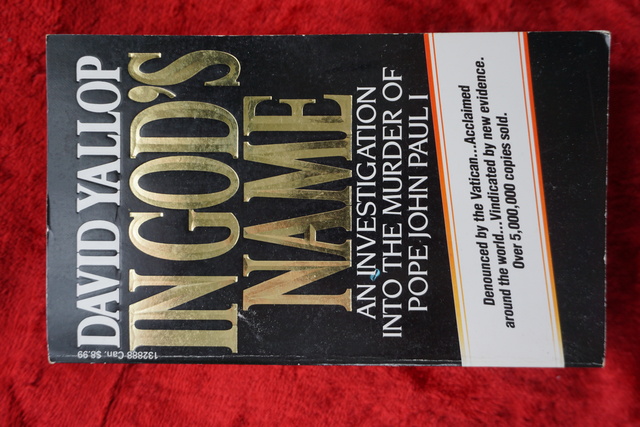 DAVID YALLOP
IN GOD'S
NAME
AN INVESTIGATION
INTO THE MURDER OF
POPE JOHN PAUL I
Denounced by the Vatican...Acclaimed
around the world...Vindicated by new evidence.
Over 5,000,000 copies sold.
132888 Can. $8.99